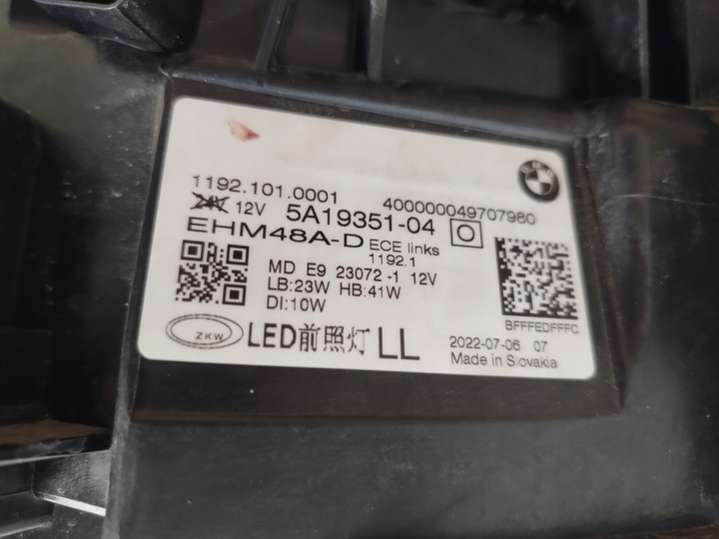 1192.101.0001
400000049707980
24V 12V 5A19351-04
EHM48A-D ECE links
1192.1
MD E9 23072-1 12V
LB:23W HB:41W
DI:10W
BFFFEDFFFC
ZKW LED前照灯 LL
2022-07-06 07
Made in Slovakia